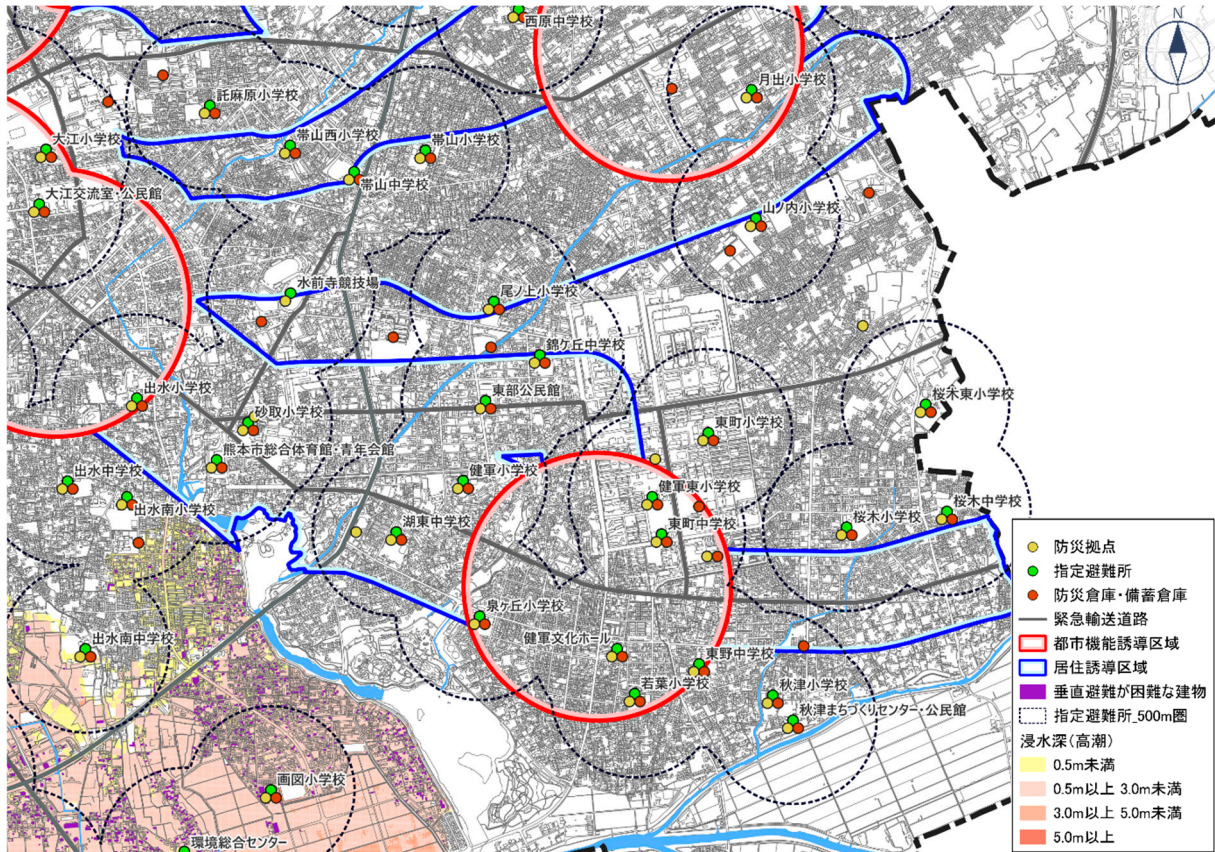 西原中学校
N
月出小学校
託麻原小学校
大江小学校
帯山西小学校
帯山小学校
帯山中学校
大江交流室・公民館
山ノ内小学校
水前寺競技場
尾ノ上小学校
錦ケ丘中学校
出水小学校
東部公民館
桜木東小学校
砂取小学校
東町小学校
熊本市総合体育館・青年会館
出水中学校
健軍小学校
健軍東小学校
出水南小学校
湖東中学校
東町中学校
桜木小学校
桜木中学校
泉ケ丘小学校
出水南中学校
健軍文化ホール
東野中学校
若葉小学校
秋津小学校
秋津まちづくりセンター・公民館
画図小学校
環境総合センター
防災拠点
指定避難所
防災倉庫・備蓄倉庫
緊急輸送道路
都市機能誘導区域
居住誘導区域
垂直避難が困難な建物
指定避難所_500m圏
浸水深(高潮)
0.5m未満
0.5m以上 3.0m未満
3.0m以上 5.0m未満
5.0m以上